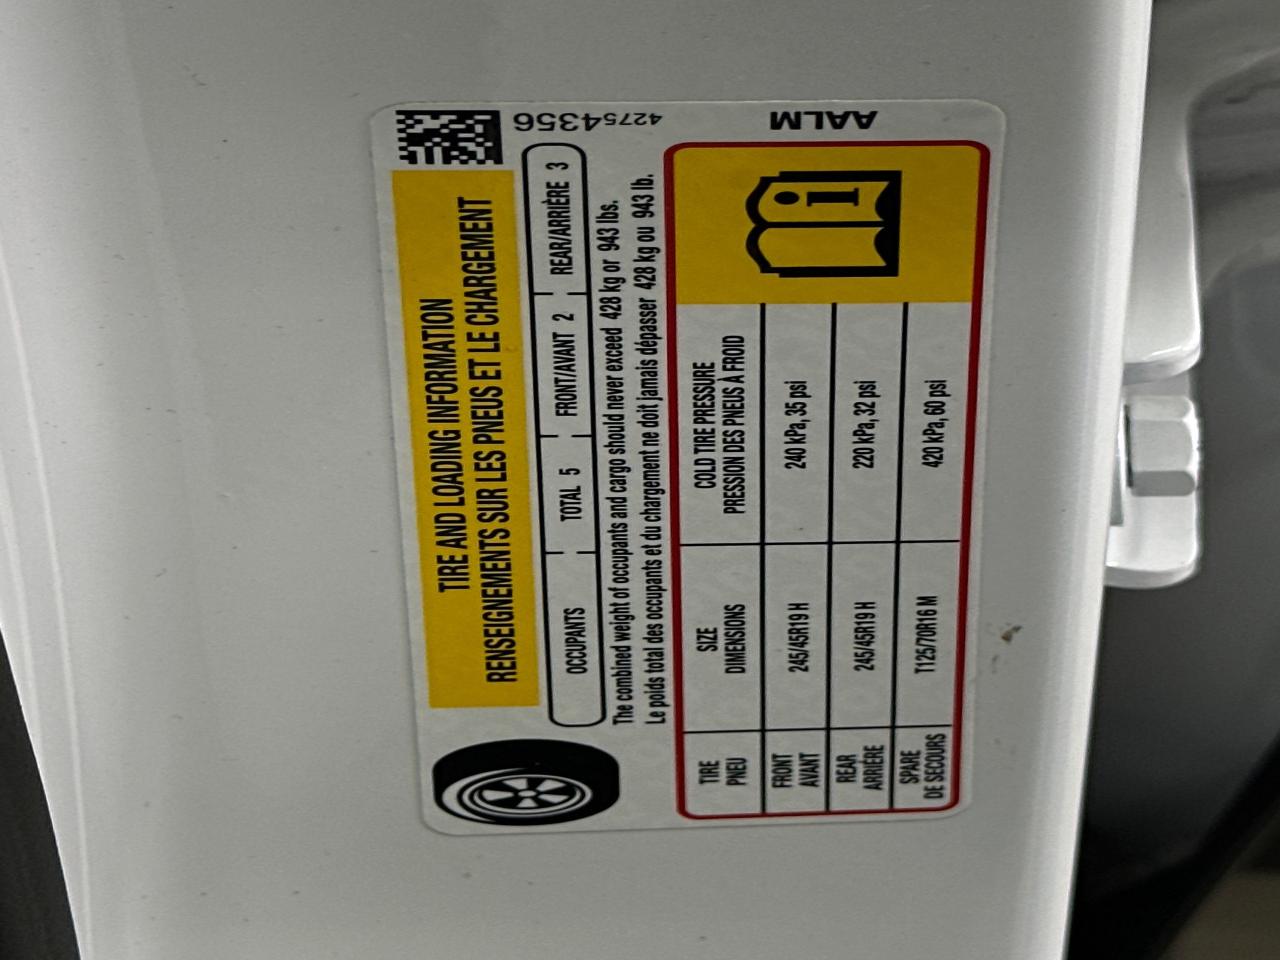 42754356
AALM
TIRE AND LOADING INFORMATION
RENSEIGNEMENTS SUR LES PNEUS ET LE CHARGEMENT
OCCUPANTS TOTAL 5 FRONT/AVANT 2 REAR/ARRIÈRE 3
The combined weight of occupants and cargo should never exceed 428 kg or 943 lbs.
Le poids total des occupants et du chargement ne doit jamais dépasser 428 kg ou 943 lb.
TIRE SIZE COLD TIRE PRESSURE
PNEU DIMENSIONS PRESSION DES PNEUS À FROID
FRONT
AVANT 245/45R19 H 240 kPa, 35 psi
REAR
ARRIÈRE 245/45R19 H 220 kPa, 32 psi
SPARE
DE SECOURS T125/70R16 M 420 kPa, 60 psi
i